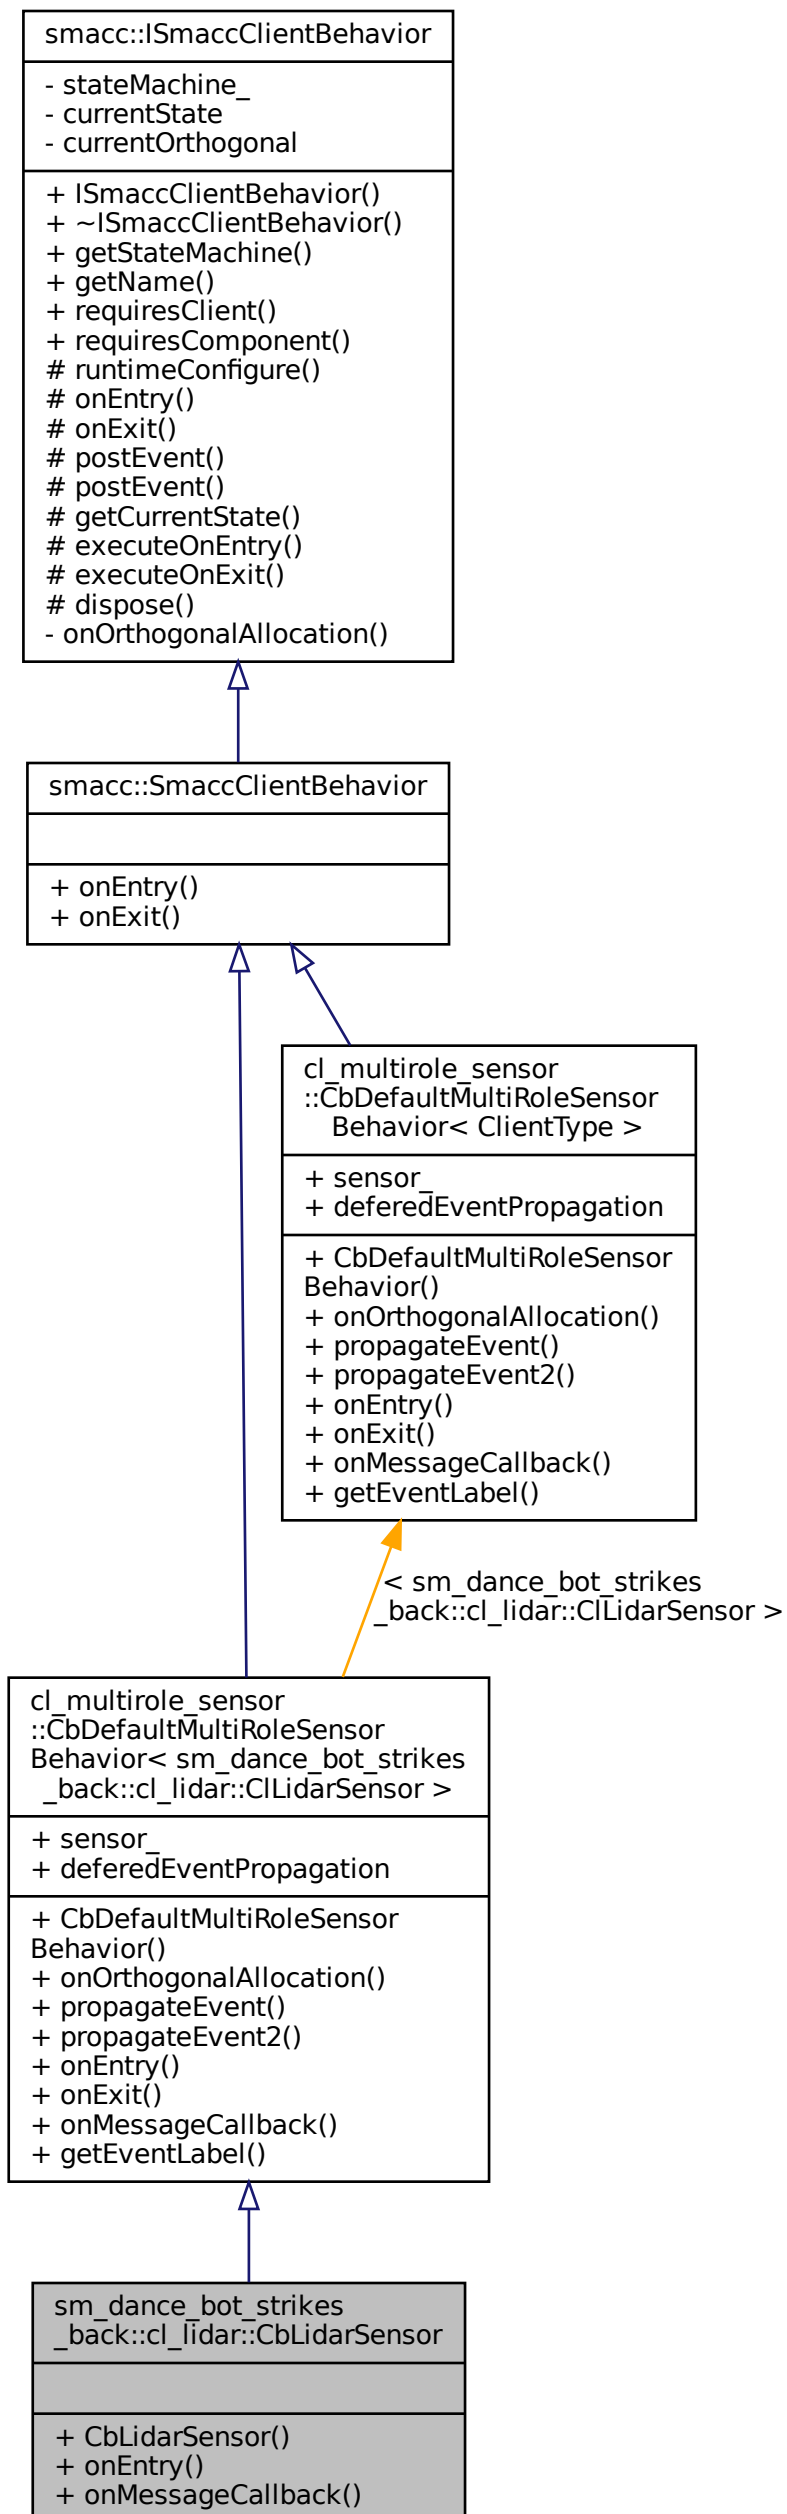 smacc::ISmaccClientBehavior
- stateMachine_
- currentState
- currentOrthogonal
+ ISmaccClientBehavior()
+ ~ISmaccClientBehavior()
+ getStateMachine()
+ getName()
+ requiresClient()
+ requiresComponent()
# runtimeConfigure()
# onEntry()
# onExit()
# postEvent()
# postEvent()
# getCurrentState()
# executeOnEntry()
# executeOnExit()
# dispose()
- onOrthogonalAllocation()
smacc::SmaccClientBehavior
+ onEntry()
+ onExit()
cl_multirole_sensor
::CbDefaultMultiRoleSensor
Behavior< ClientType >
+ sensor_
+ deferedEventPropagation
+ CbDefaultMultiRoleSensor
Behavior()
+ onOrthogonalAllocation()
+ propagateEvent()
+ propagateEvent2()
+ onEntry()
+ onExit()
+ onMessageCallback()
+ getEventLabel()
< sm_dance_bot_strikes
_back::cl_lidar::ClLidarSensor >
cl_multirole_sensor
::CbDefaultMultiRoleSensor
Behavior< sm_dance_bot_strikes
_back::cl_lidar::ClLidarSensor >
+ sensor_
+ deferedEventPropagation
+ CbDefaultMultiRoleSensor
Behavior()
+ onOrthogonalAllocation()
+ propagateEvent()
+ propagateEvent2()
+ onEntry()
+ onExit()
+ onMessageCallback()
+ getEventLabel()
sm_dance_bot_strikes
_back::cl_lidar::CbLidarSensor
+ CbLidarSensor()
+ onEntry()
+ onMessageCallback()